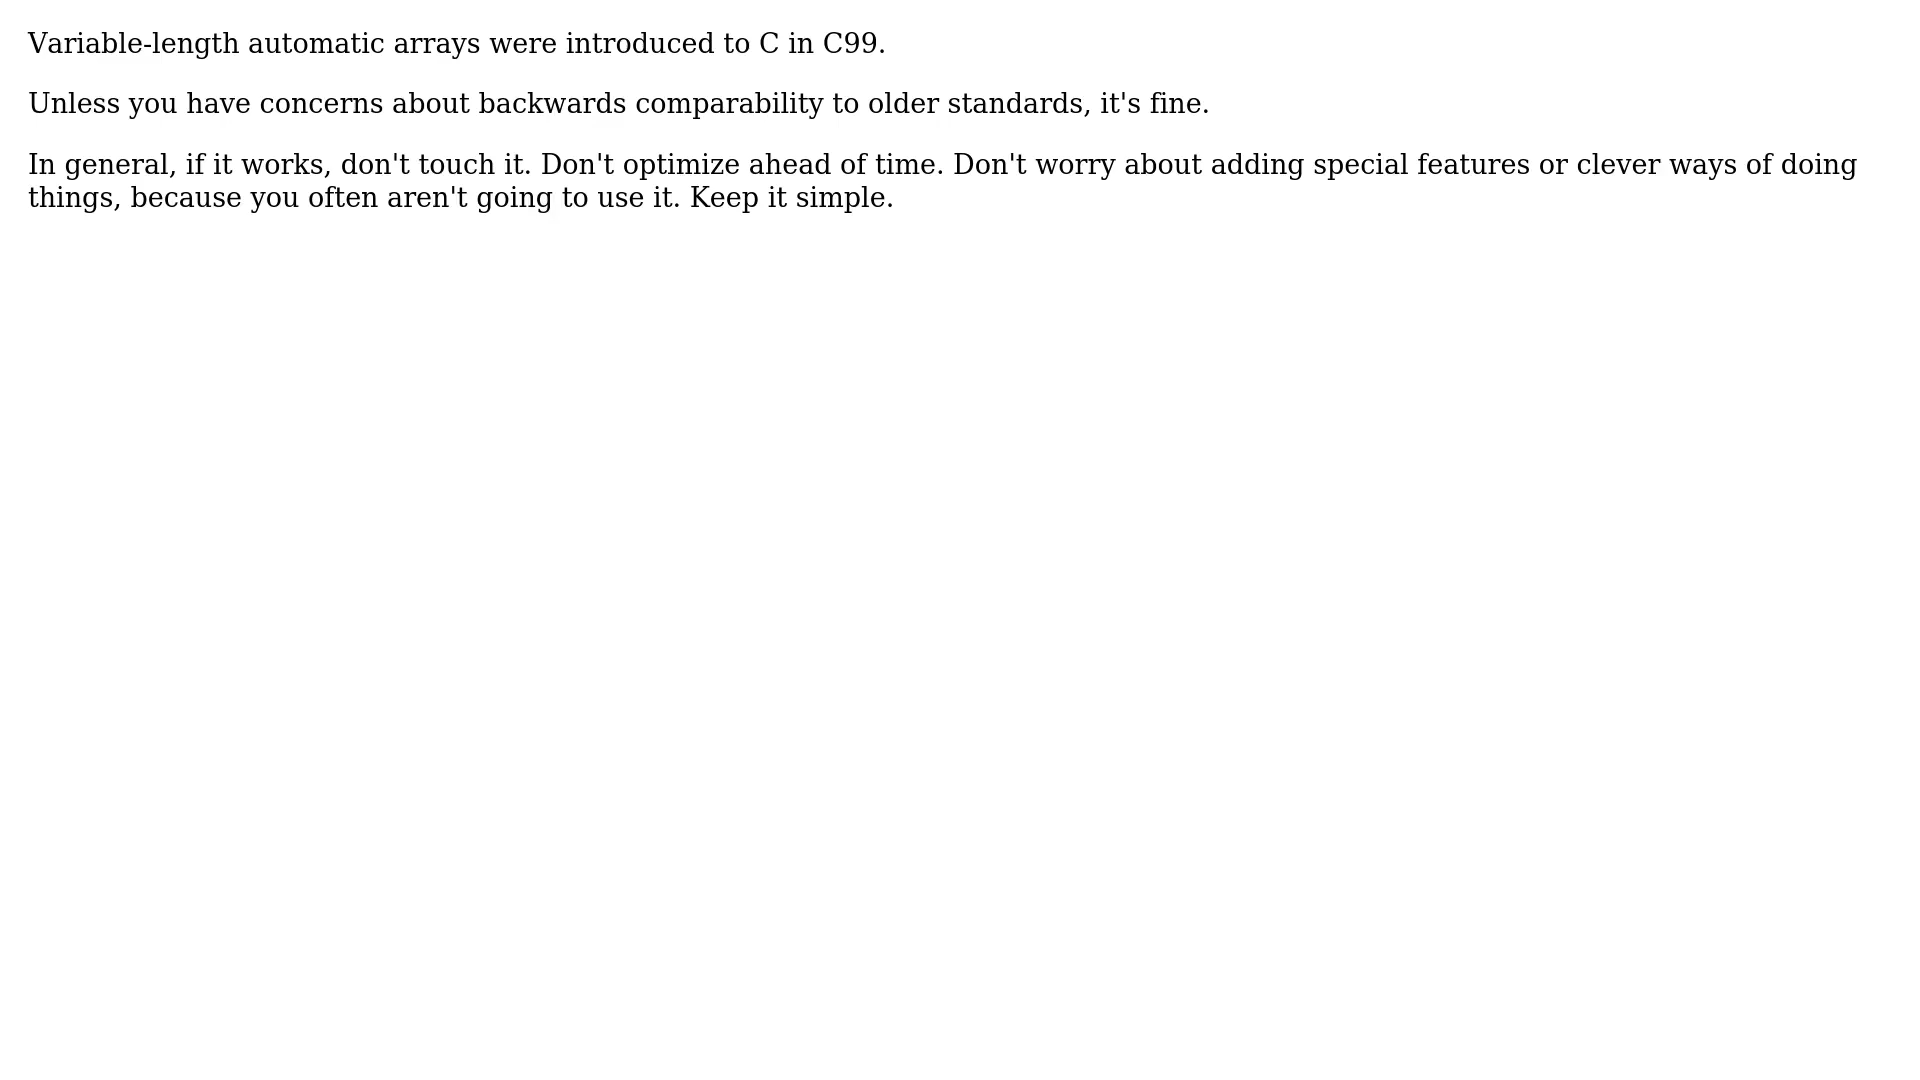 Variable-length automatic arrays were introduced to C in C99.
Unless you have concerns about backwards comparability to older standards, it's fine.
In general, if it works, don't touch it. Don't optimize ahead of time. Don't worry about adding special features or clever ways of doing
things, because you often aren't going to use it. Keep it simple.